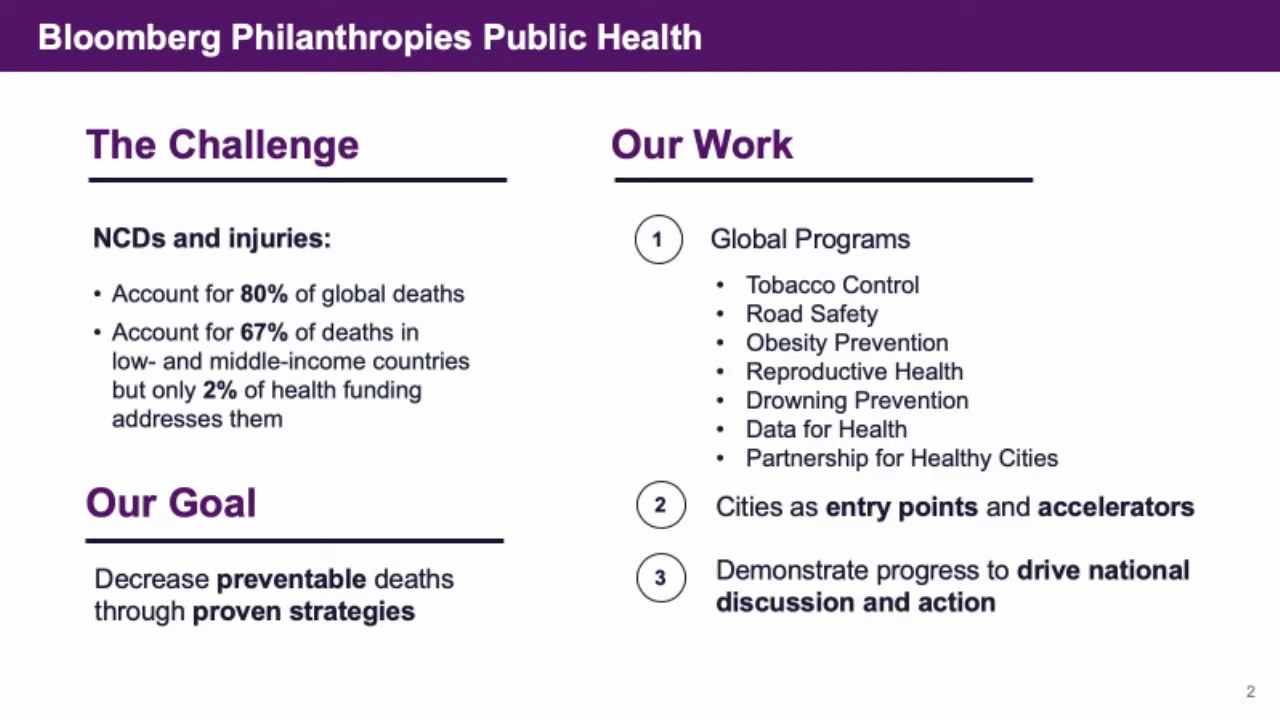 Bloomberg Philanthropies Public Health
The Challenge
NCDs and injuries:
• Account for 80% of global deaths
• Account for 67% of deaths in
low- and middle-income countries
but only 2% of health funding
addresses them
Our Goal
Decrease preventable deaths
through proven strategies
Our Work
1 Global Programs
• Tobacco Control
• Road Safety
• Obesity Prevention
• Reproductive Health
• Drowning Prevention
• Data for Health
• Partnership for Healthy Cities
2 Cities as entry points and accelerators
3 Demonstrate progress to drive national
discussion and action
2